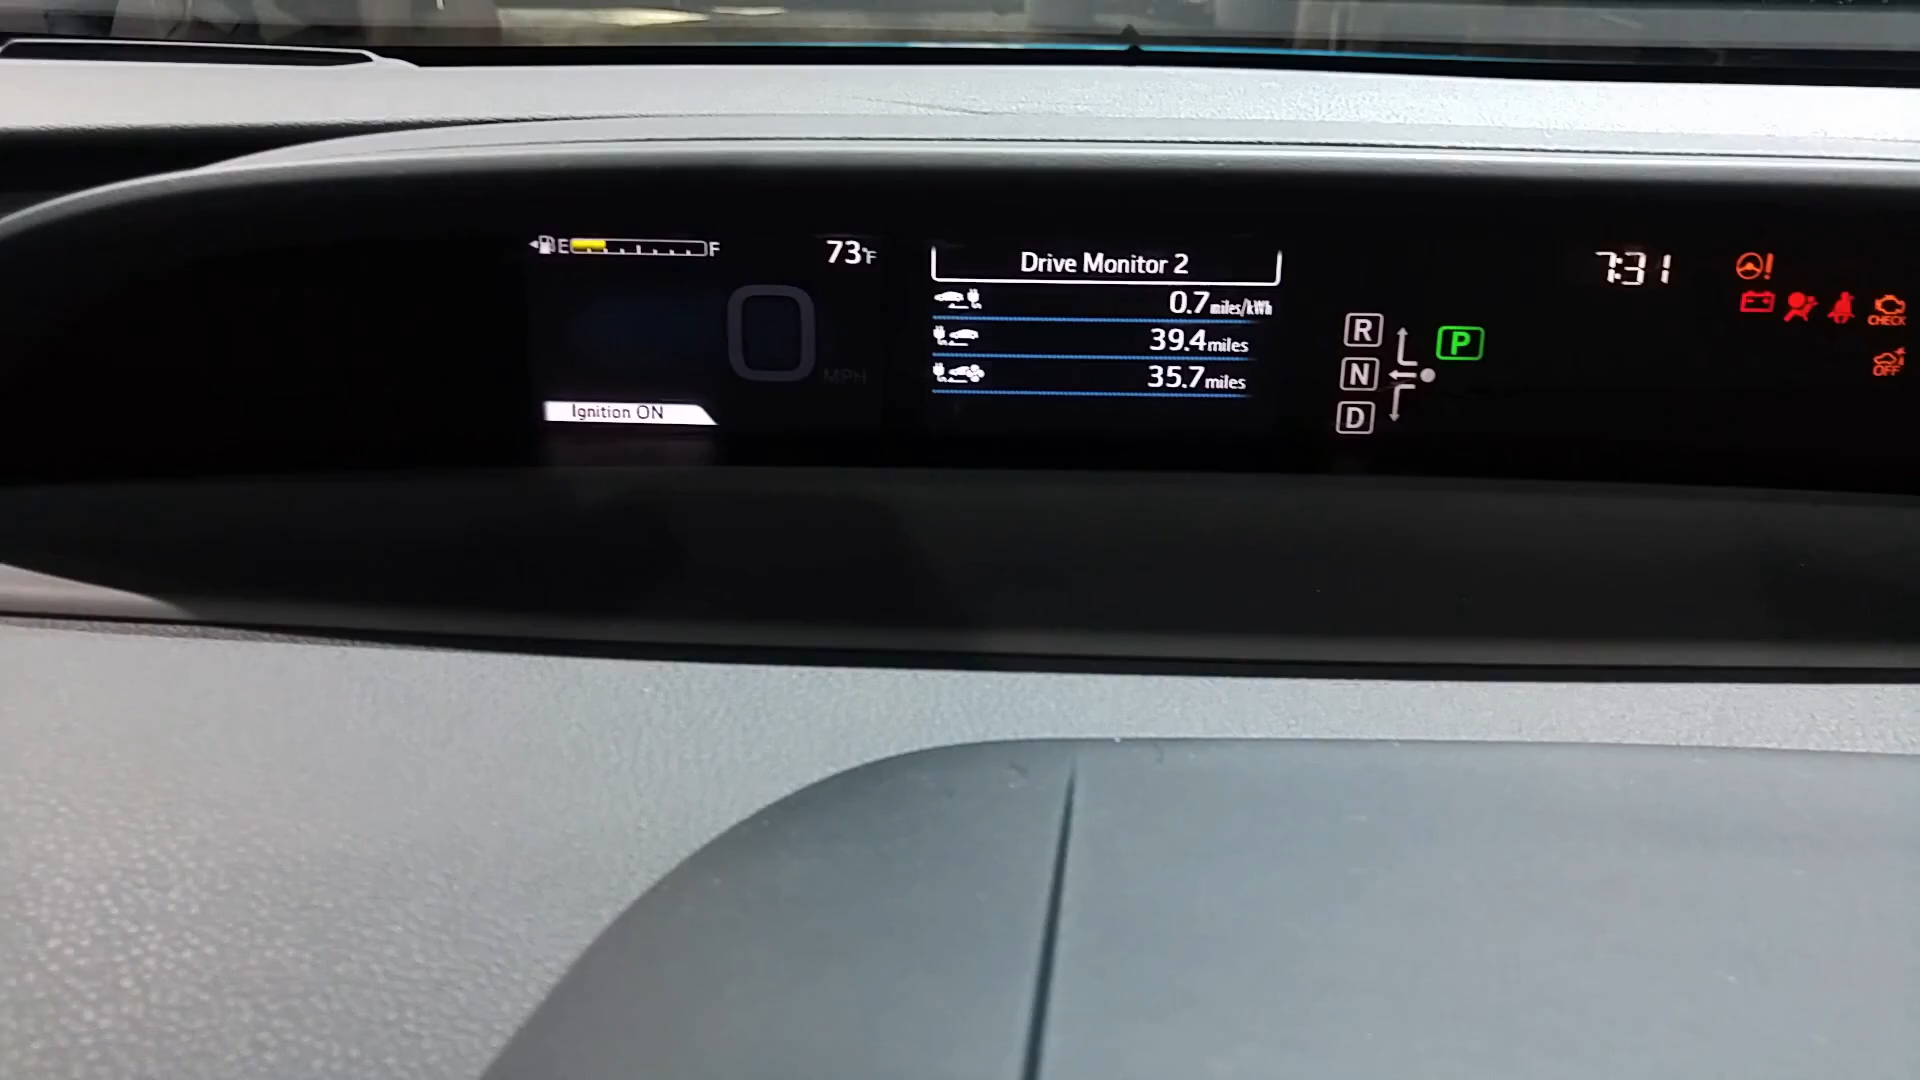 E F
73°F
0
MPH
Ignition ON
Drive Monitor 2
0.7 miles/kWh
39.4 miles
35.7 miles
R
N
D
P
7:31
!
CHECK
OFF